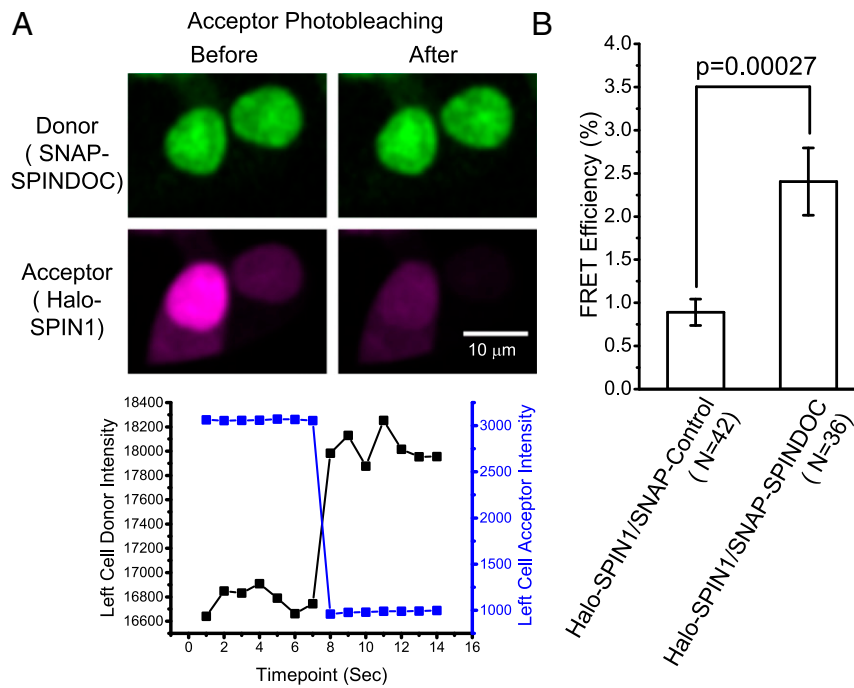 A
Acceptor Photobleaching
Before
After
Donor
( SNAP-
SPINDOC)
Acceptor
( Halo-
SPIN1)
10 μm
18400
18200
18000
17800
17600
17400
17200
17000
16800
16600
Left Cell Donor Intensity
3000
2500
2000
1500
1000
Left Cell Acceptor Intensity
0 2 4 6 8 10 12 14 16
Timepoint (Sec)
B
p=0.00027
4.0
3.5
3.0
2.5
2.0
1.5
1.0
0.5
0.0
FRET Efficiency (%)
Halo-SPIN1/SNAP-Control
( N=42)
Halo-SPIN1/SNAP-SPINDOC
(N=36)